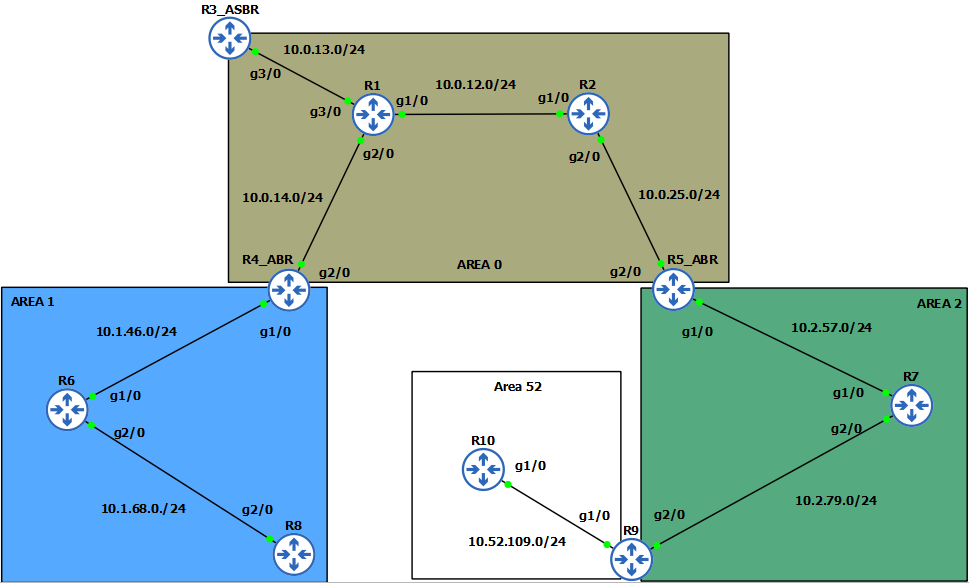 R3_ASBR
10.0.13.0/24
g3/0
R1
10.0.12.0/24
R2
g3/0
g1/0
g1/0
g2/0
g2/0
10.0.14.0/24
10.0.25.0/24
R4_ABR
g2/0
AREA 0
g2/0
R5_ABR
AREA 1
AREA 2
10.1.46.0/24
g1/0
g1/0
10.2.57.0/24
R6
g1/0
Area 52
R7
g1/0
g2/0
R10
g1/0
g2/0
10.1.68.0./24
g2/0
R8
10.52.109.0/24
g1/0
R9
g2/0
10.2.79.0/24